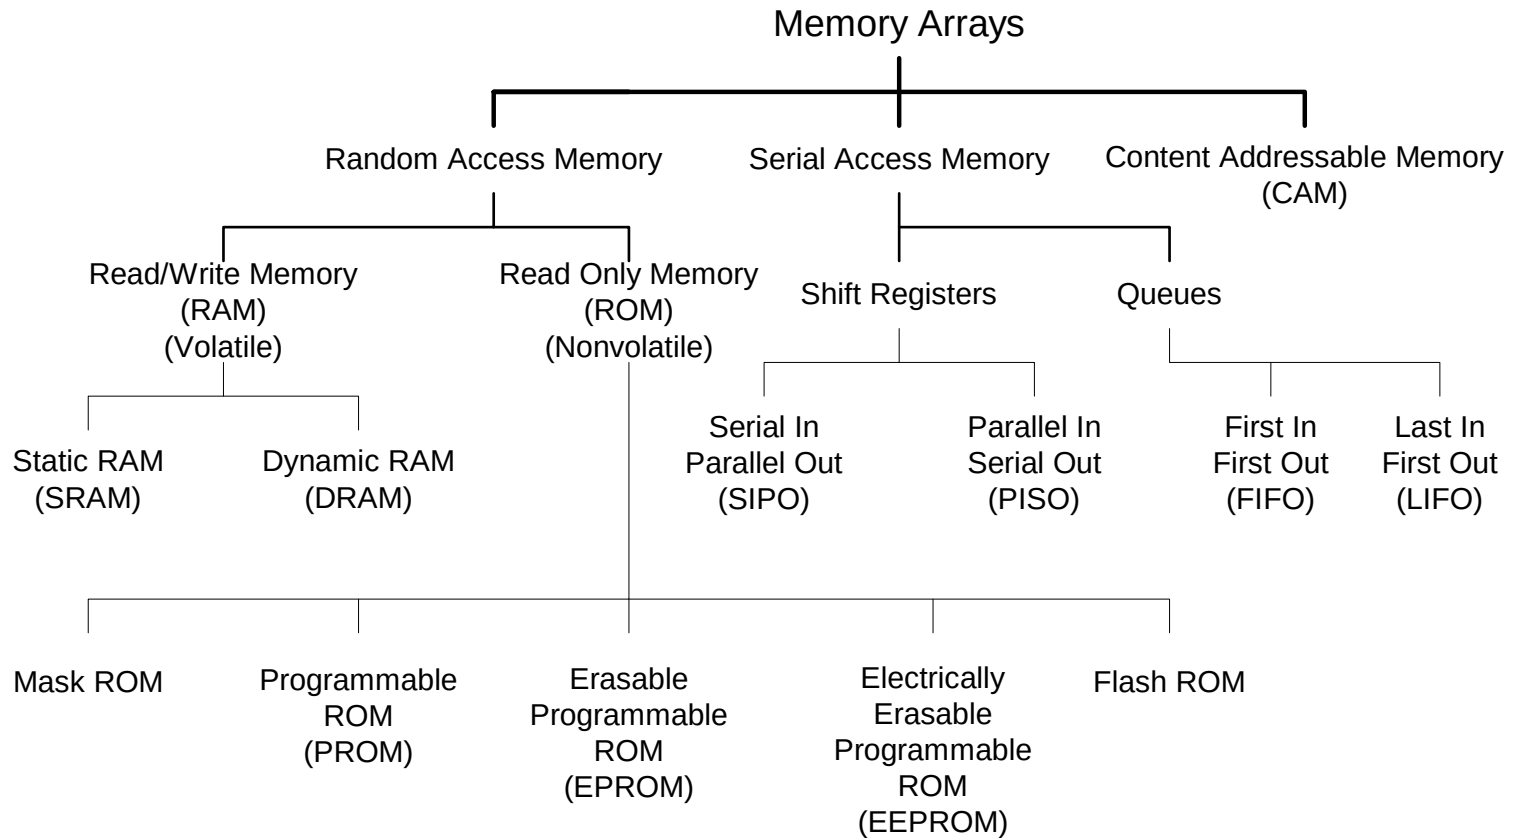 Memory Arrays
Random Access Memory
Serial Access Memory
Content Addressable Memory
(CAM)
Read/Write Memory
(RAM)
(Volatile)
Read Only Memory
(ROM)
(Nonvolatile)
Shift Registers
Queues
Static RAM
(SRAM)
Dynamic RAM
(DRAM)
Serial In
Parallel Out
(SIPO)
Parallel In
Serial Out
(PISO)
First In
First Out
(FIFO)
Last In
First Out
(LIFO)
Mask ROM
Programmable
ROM
(PROM)
Erasable
Programmable
ROM
(EPROM)
Electrically
Erasable
Programmable
ROM
(EEPROM)
Flash ROM